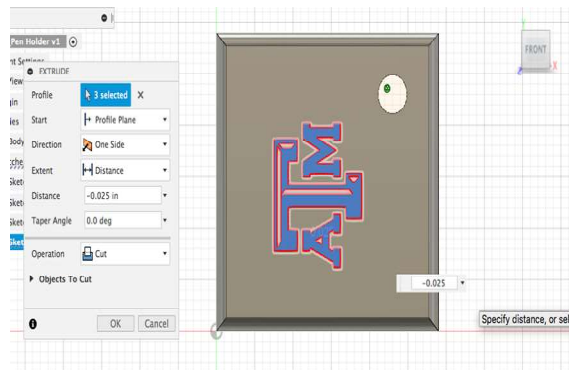 Pen Holder v1
EXTRUDE
Profile
3 selected
X
Start
Profile Plane
Direction
One Side
Extent
Distance
Distance
-0.025 in
Taper Angle
0.0 deg
Operation
Cut
Objects To Cut
OK
Cancel
ATM
-0.025
Specify distance, or sel
FRONT
Y
X
Z